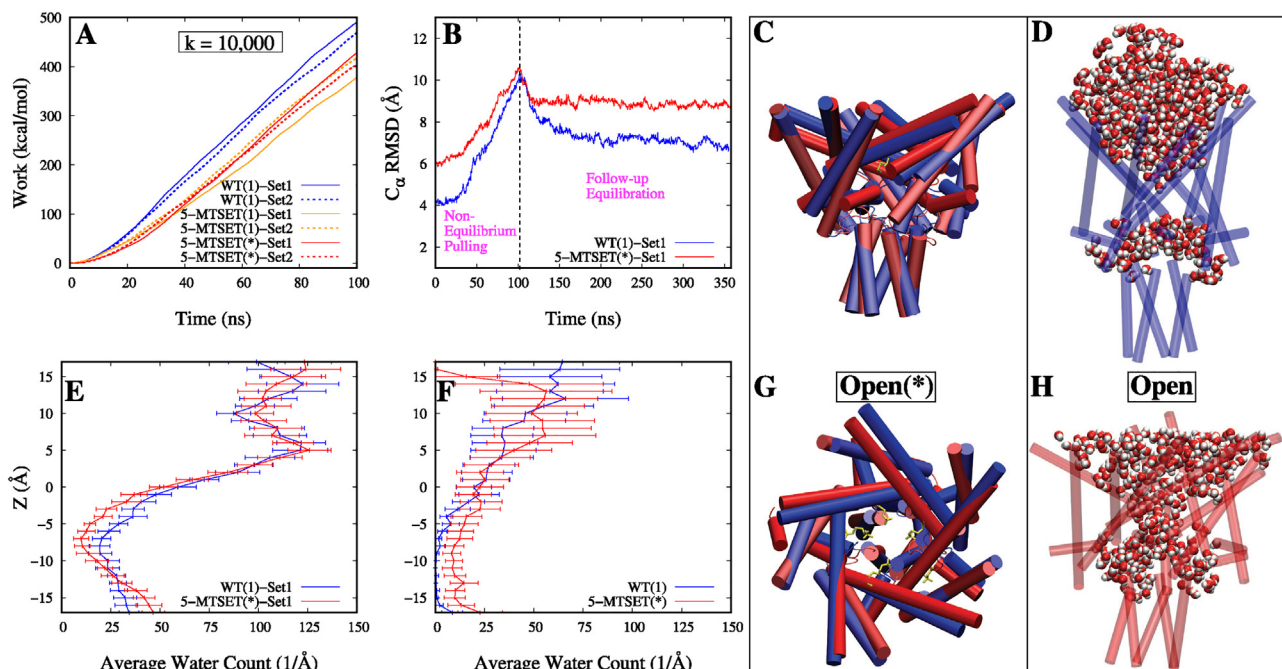 A
k = 10,000
Work (kcal/mol)
500
400
300
200
100
0
WT(1)–Set1
WT(1)–Set2
5–MTSET(1)–Set1
5–MTSET(1)–Set2
5–MTSET(*)–Set1
5–MTSET(*)–Set2
0 20 40 60 80 100
Time (ns)
B
Cα RMSD (Å)
12
10
8
6
4
2
Non-
Equilibrium
Pulling
Follow-up
Equilibration
WT(1)–Set1
5–MTSET(*)–Set1
0 50 100 150 200 250 300 350
Time (ns)
C
D
E
Z (Å)
15
10
5
0
−5
−10
−15
WT(1)–Set1
5–MTSET(*)–Set1
0 25 50 75 100 125 150
Average Water Count (1/Å)
F
15
10
5
0
−5
−10
−15
WT(1)
5–MTSET(*)
0 25 50 75 100 125 150
Average Water Count (1/Å)
G
Open(*)
H
Open